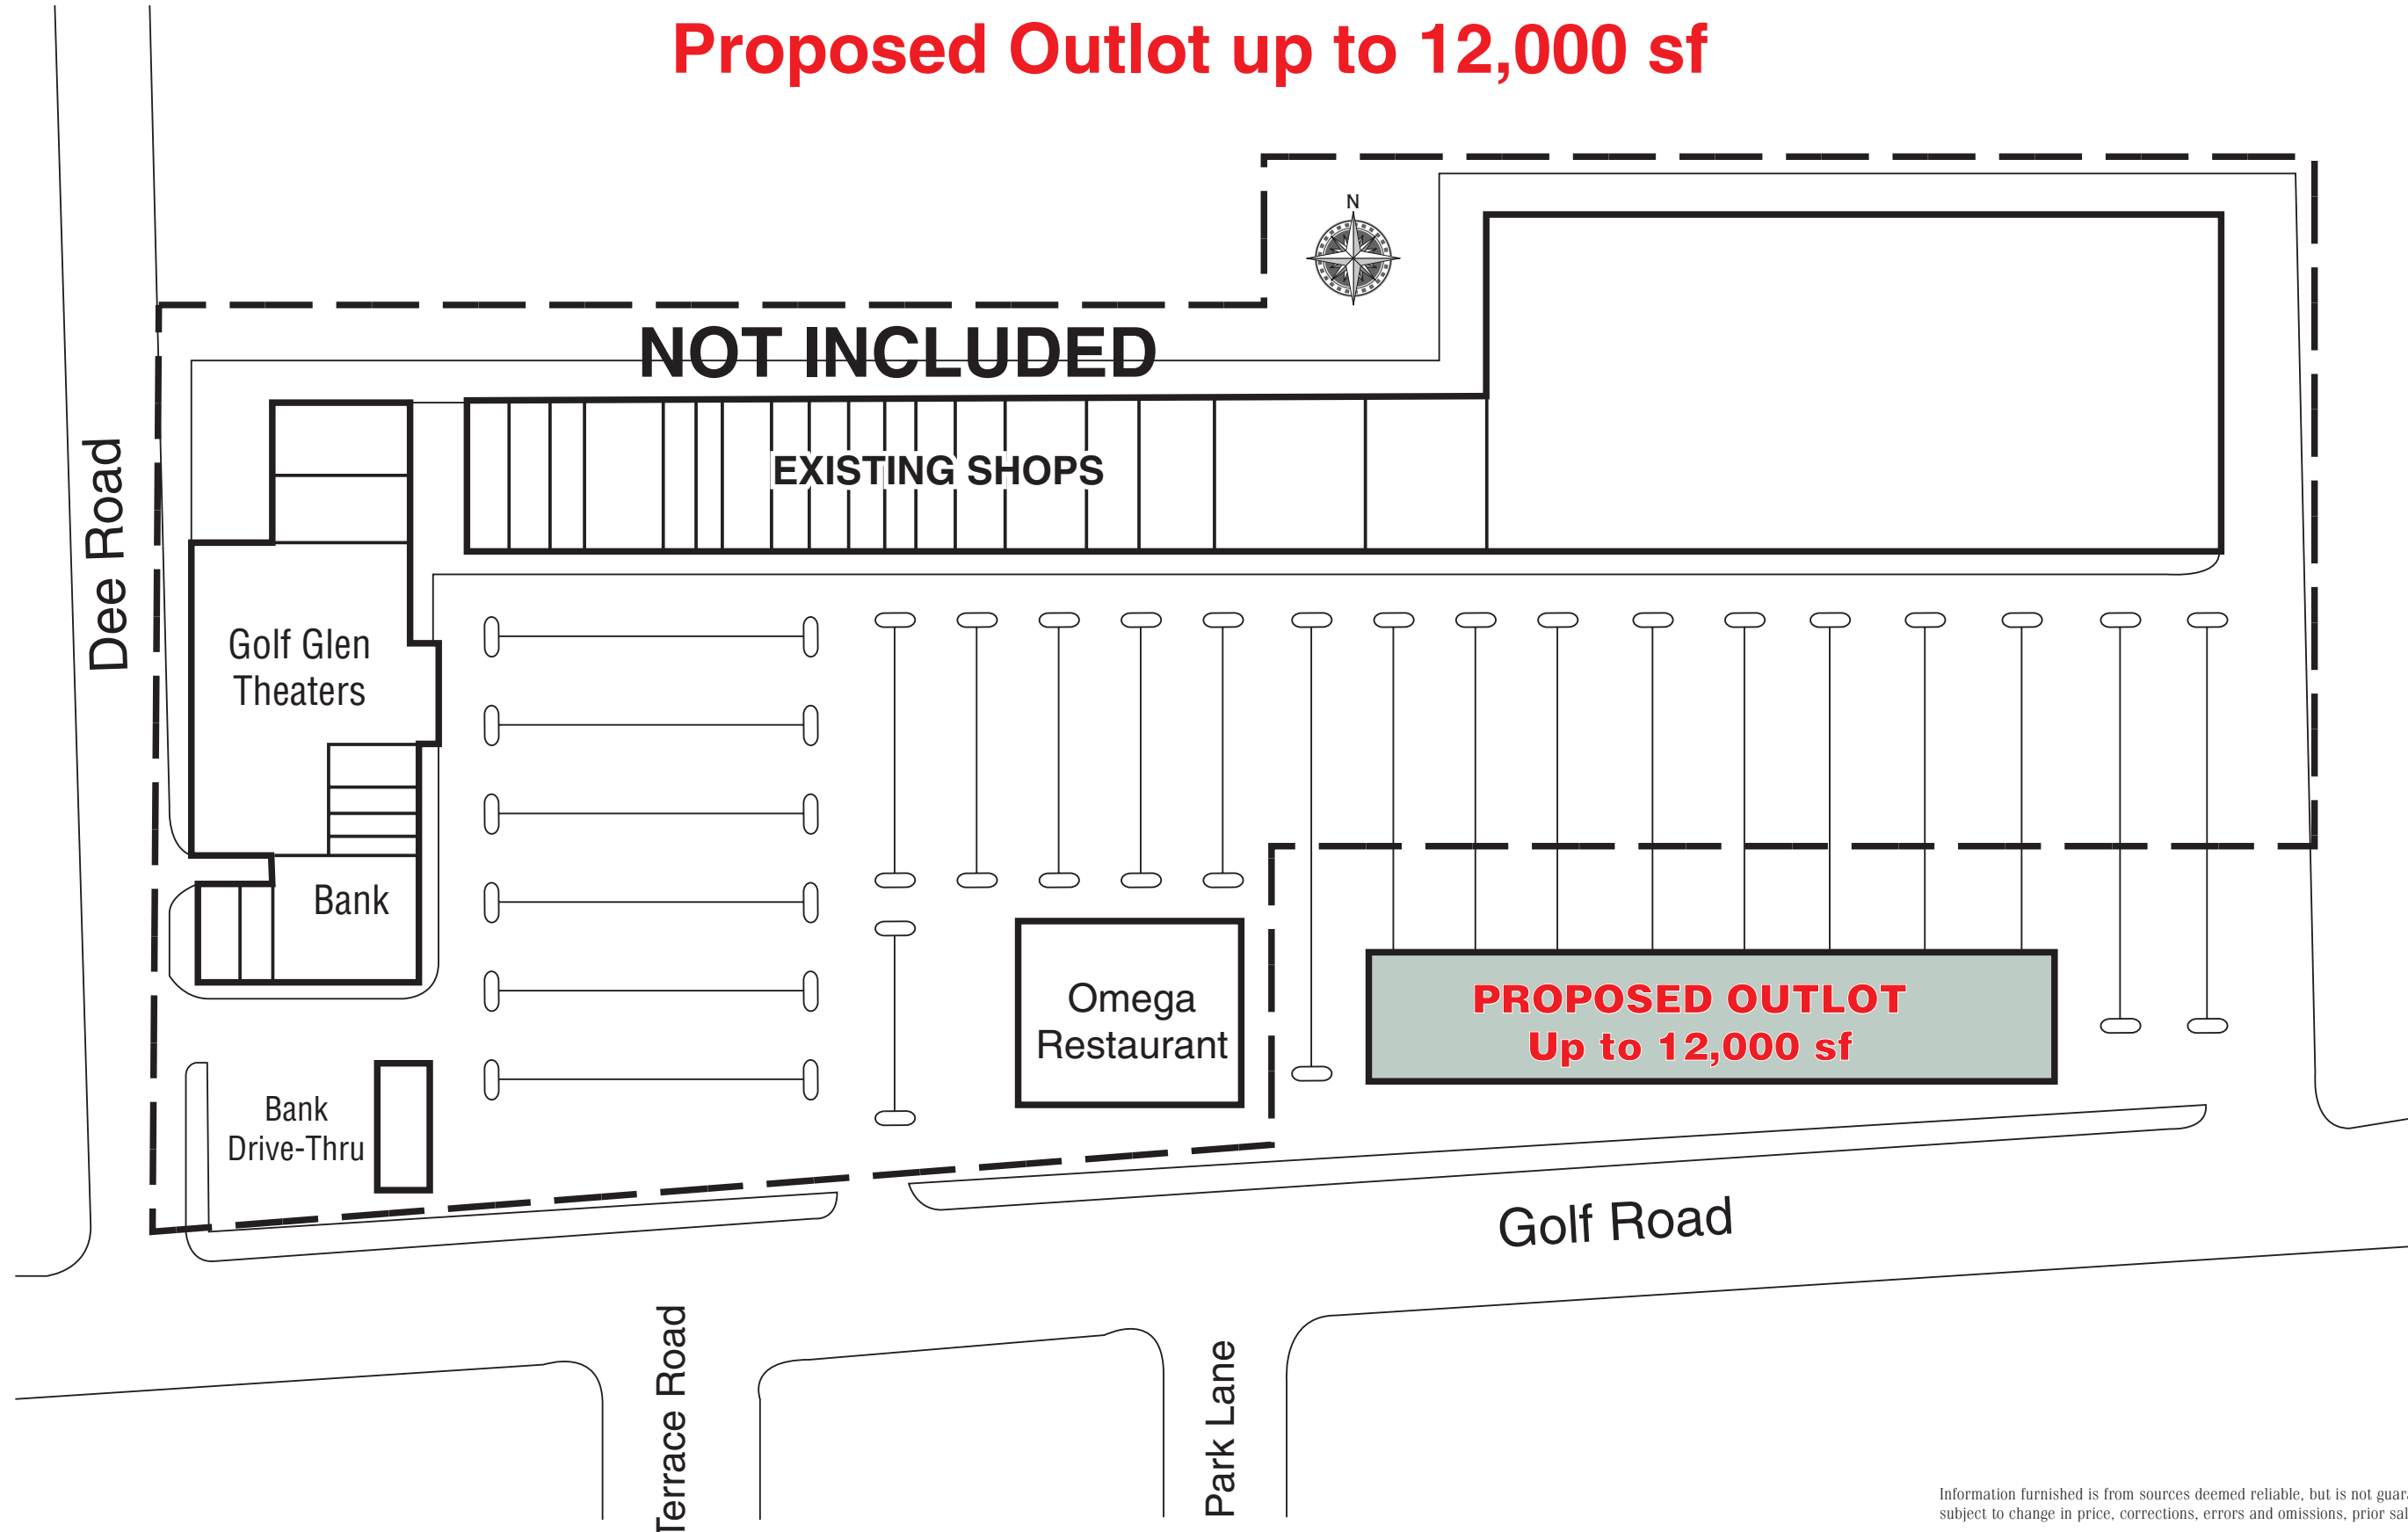 Proposed Outlot up to 12,000 sf
N
NOT INCLUDED
EXISTING SHOPS
Dee Road
Golf Glen
Theaters
Bank
Omega
Restaurant
PROPOSED OUTLOT
Up to 12,000 sf
Bank
Drive-Thru
Golf Road
Terrace Road
Park Lane
Information furnished is from sources deemed reliable, but is not
subject to change in price, corrections, errors and omissions, prior